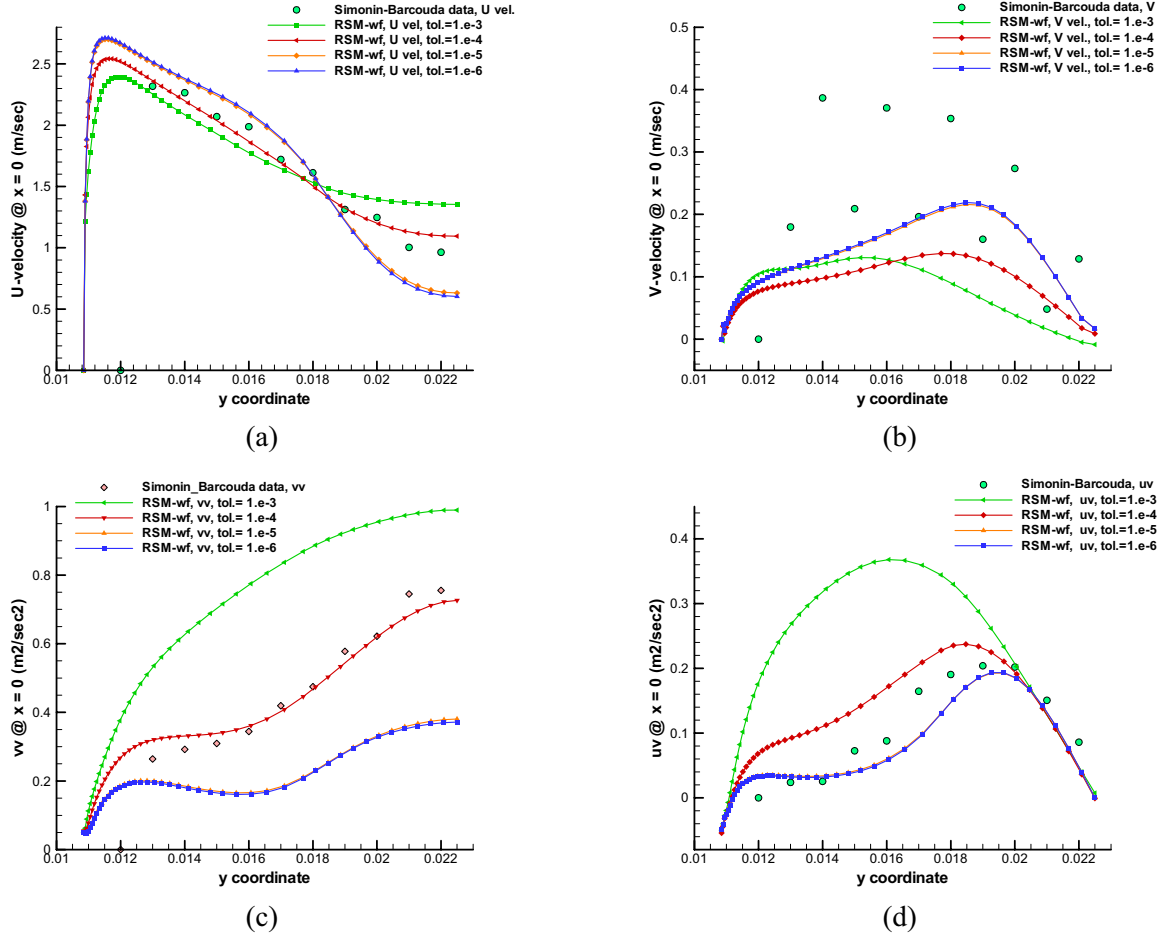 Simonin-Barcouda data, U vel.
RSM-wf, U vel, tol.=1.e-3
RSM-wf, U vel, tol.=1.e-4
RSM-wf, U vel, tol.=1.e-5
RSM-wf, U vel, tol.=1.e-6
U-velocity @ x = 0 (m/sec)
2.5
2
1.5
1
0.5
0
0.01 0.012 0.014 0.016 0.018 0.02 0.022
y coordinate
(a)
Simonin-Barcouda data, V
RSM-wf, V vel., tol.= 1.e-3
RSM-wf, V vel., tol.= 1.e-4
RSM-wf, V vel., tol.= 1.e-5
RSM-wf, V vel., tol.= 1.e-6
V-velocity @ x = 0 (m/sec)
0.5
0.4
0.3
0.2
0.1
0
0.01 0.012 0.014 0.016 0.018 0.02 0.022
y coordinate
(b)
Simonin_Barcouda data, vv
RSM-wf, vv, tol.= 1.e-3
RSM-wf, vv, tol.= 1.e-4
RSM-wf, vv, tol.= 1.e-5
RSM-wf, vv, tol.= 1.e-6
vv @ x = 0 (m2/sec2)
1
0.8
0.6
0.4
0.2
0
0.01 0.012 0.014 0.016 0.018 0.02 0.022
y coordinate
(c)
Simonin-Barcouda, uv
RSM-wf, uv, tol.=1.e-3
RSM-wf, uv, tol.=1.e-4
RSM-wf, uv, tol.=1.e-5
RSM-wf, uv, tol.=1.e-6
uv @ x = 0 (m2/sec2)
0.4
0.3
0.2
0.1
0
0.01 0.012 0.014 0.016 0.018 0.02 0.022
y coordinate
(d)